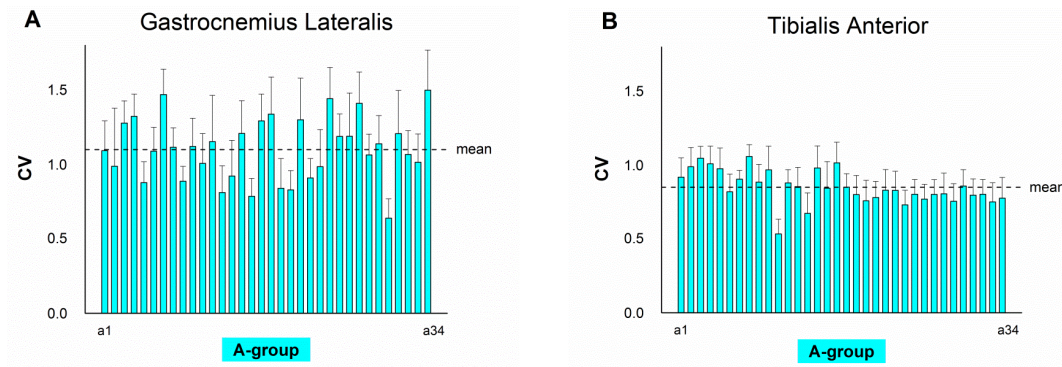 A
Gastrocnemius Lateralis
CV
1.5
1.0
0.5
0.0
mean
a1
a34
A-group
B
Tibialis Anterior
CV
1.5
1.0
0.5
0.0
mean
a1
a34
A-group